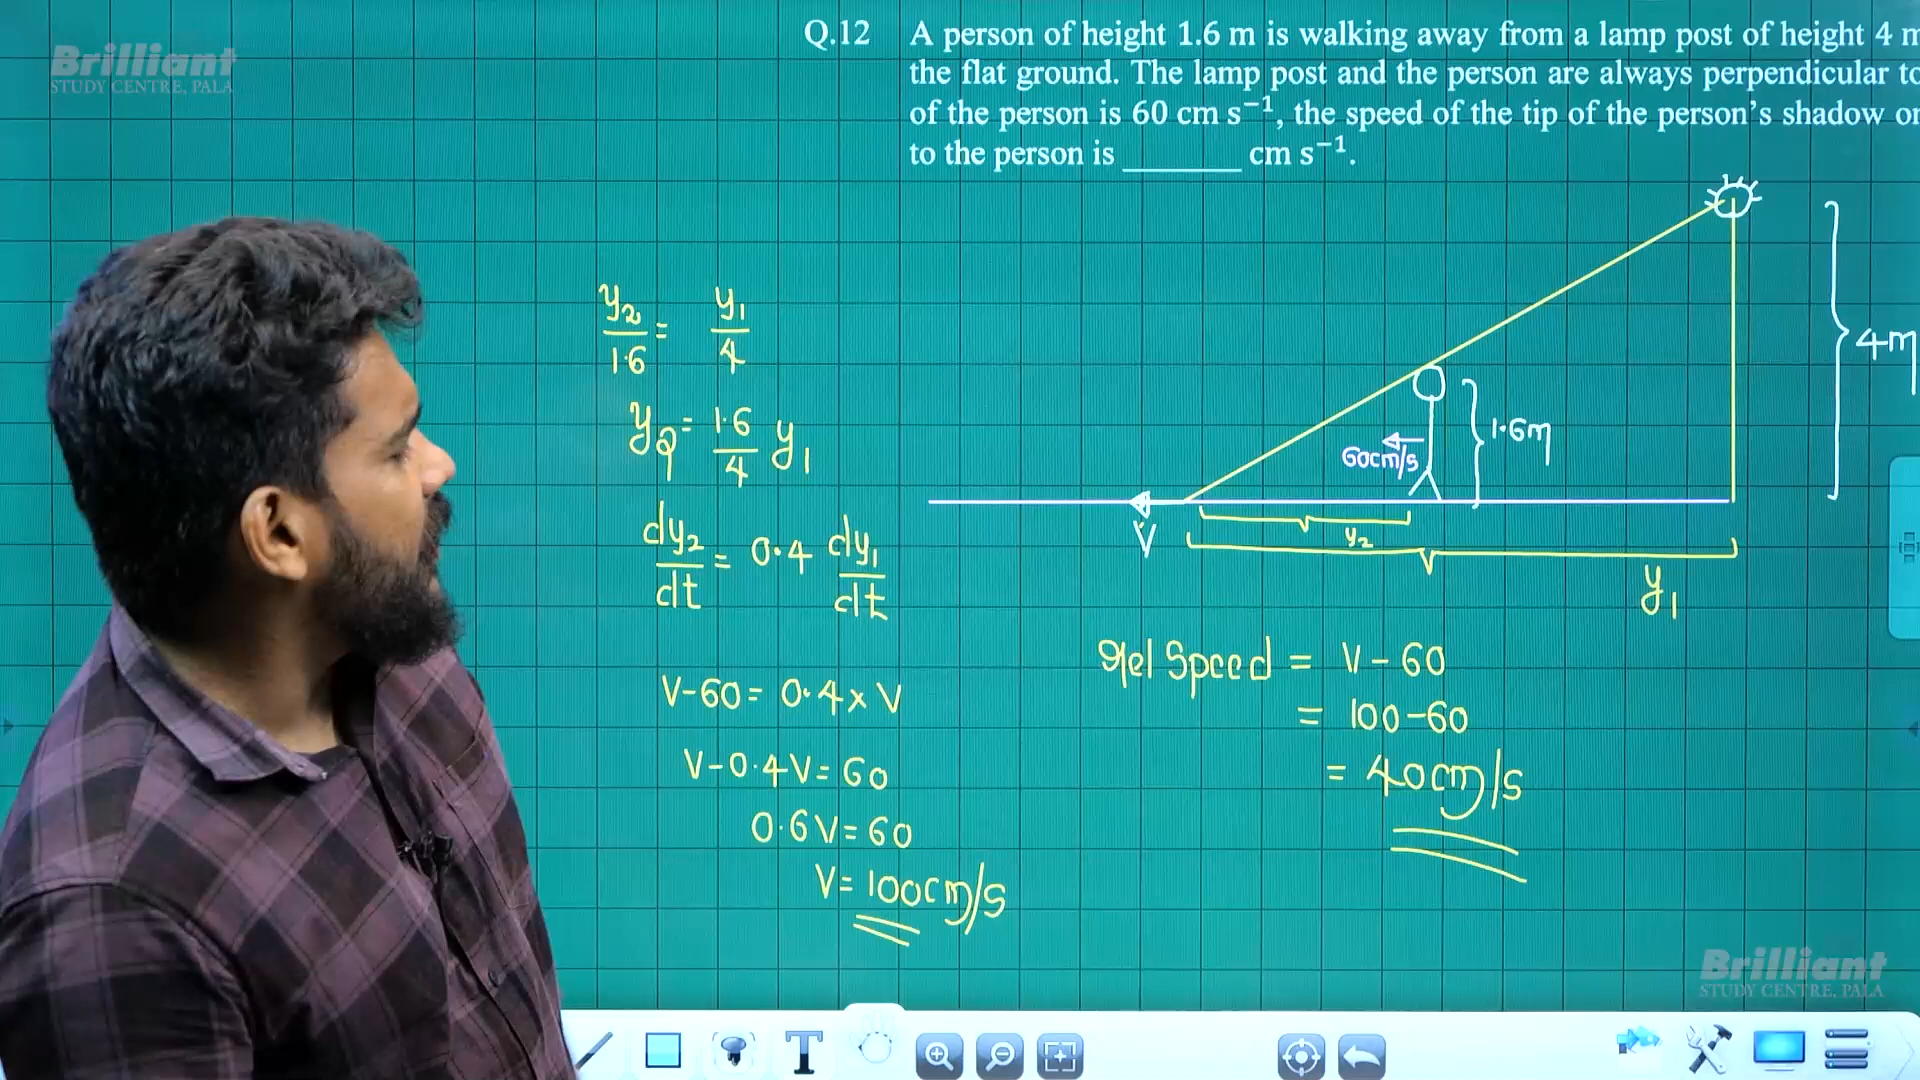 Brilliant
STUDY CENTRE, PALA
Q.12 A person of height 1.6 m is walking away from a lamp post of height 4 m
the flat ground. The lamp post and the person are always perpendicular to
of the person is 60 cm s⁻¹, the speed of the tip of the person's shadow on
to the person is ________ cm s⁻¹.
y₂/1.6 = y₁/4
y₂ = 1.6/4 y₁
dy₂/dt = 0.4 dy₁/dt
V-60 = 0.4 x V
V-0.4V = 60
0.6V = 60
V = 100cm/s
4m
1.6m
60cm/s
V
y₂
y₁
rel Speed = V - 60
= 100-60
= 40cm/s
Brilliant
STUDY CENTRE, PALA
T